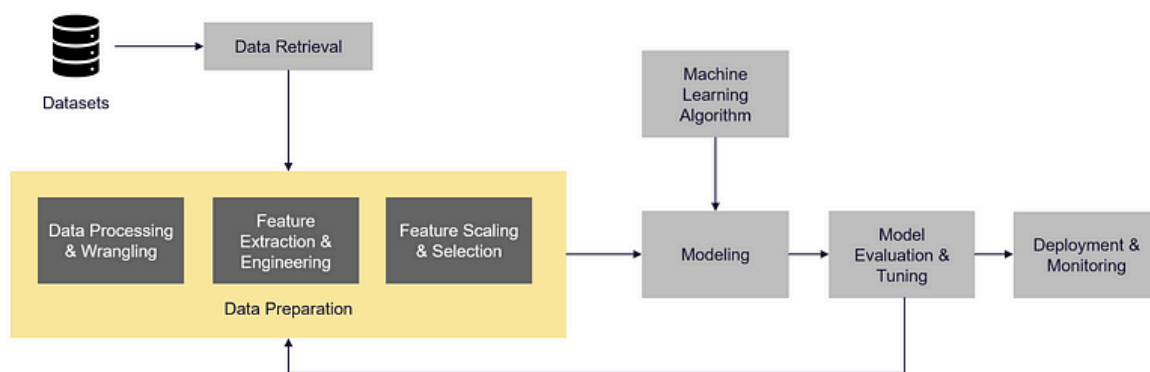 Datasets
Data Retrieval
Machine
Learning
Algorithm
Data Processing
& Wrangling
Feature
Extraction &
Engineering
Feature Scaling
& Selection
Data Preparation
Modeling
Model
Evaluation &
Tuning
Deployment &
Monitoring